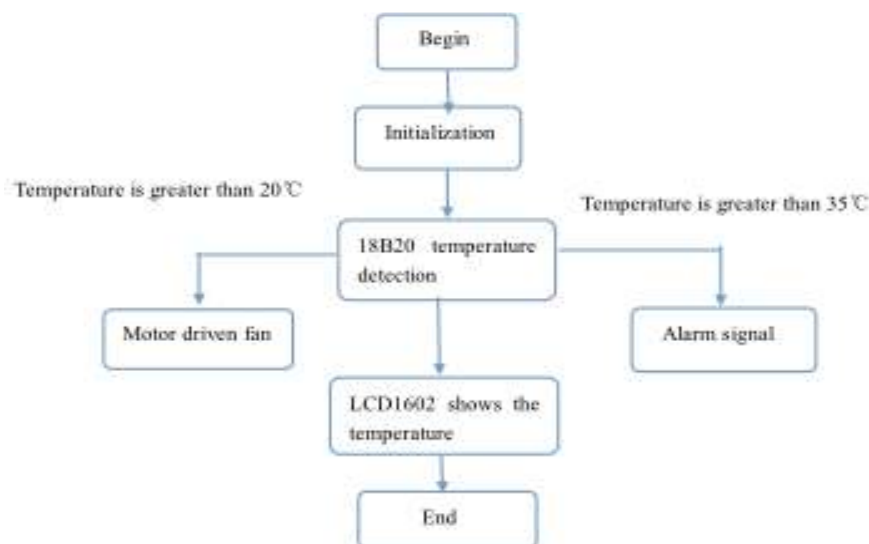 Begin
Initialization
Temperature is greater than 20℃
Temperature is greater than 35℃
18B20 temperature
detection
Motor driven fan
Alarm signal
LCD1602 shows the
temperature
End